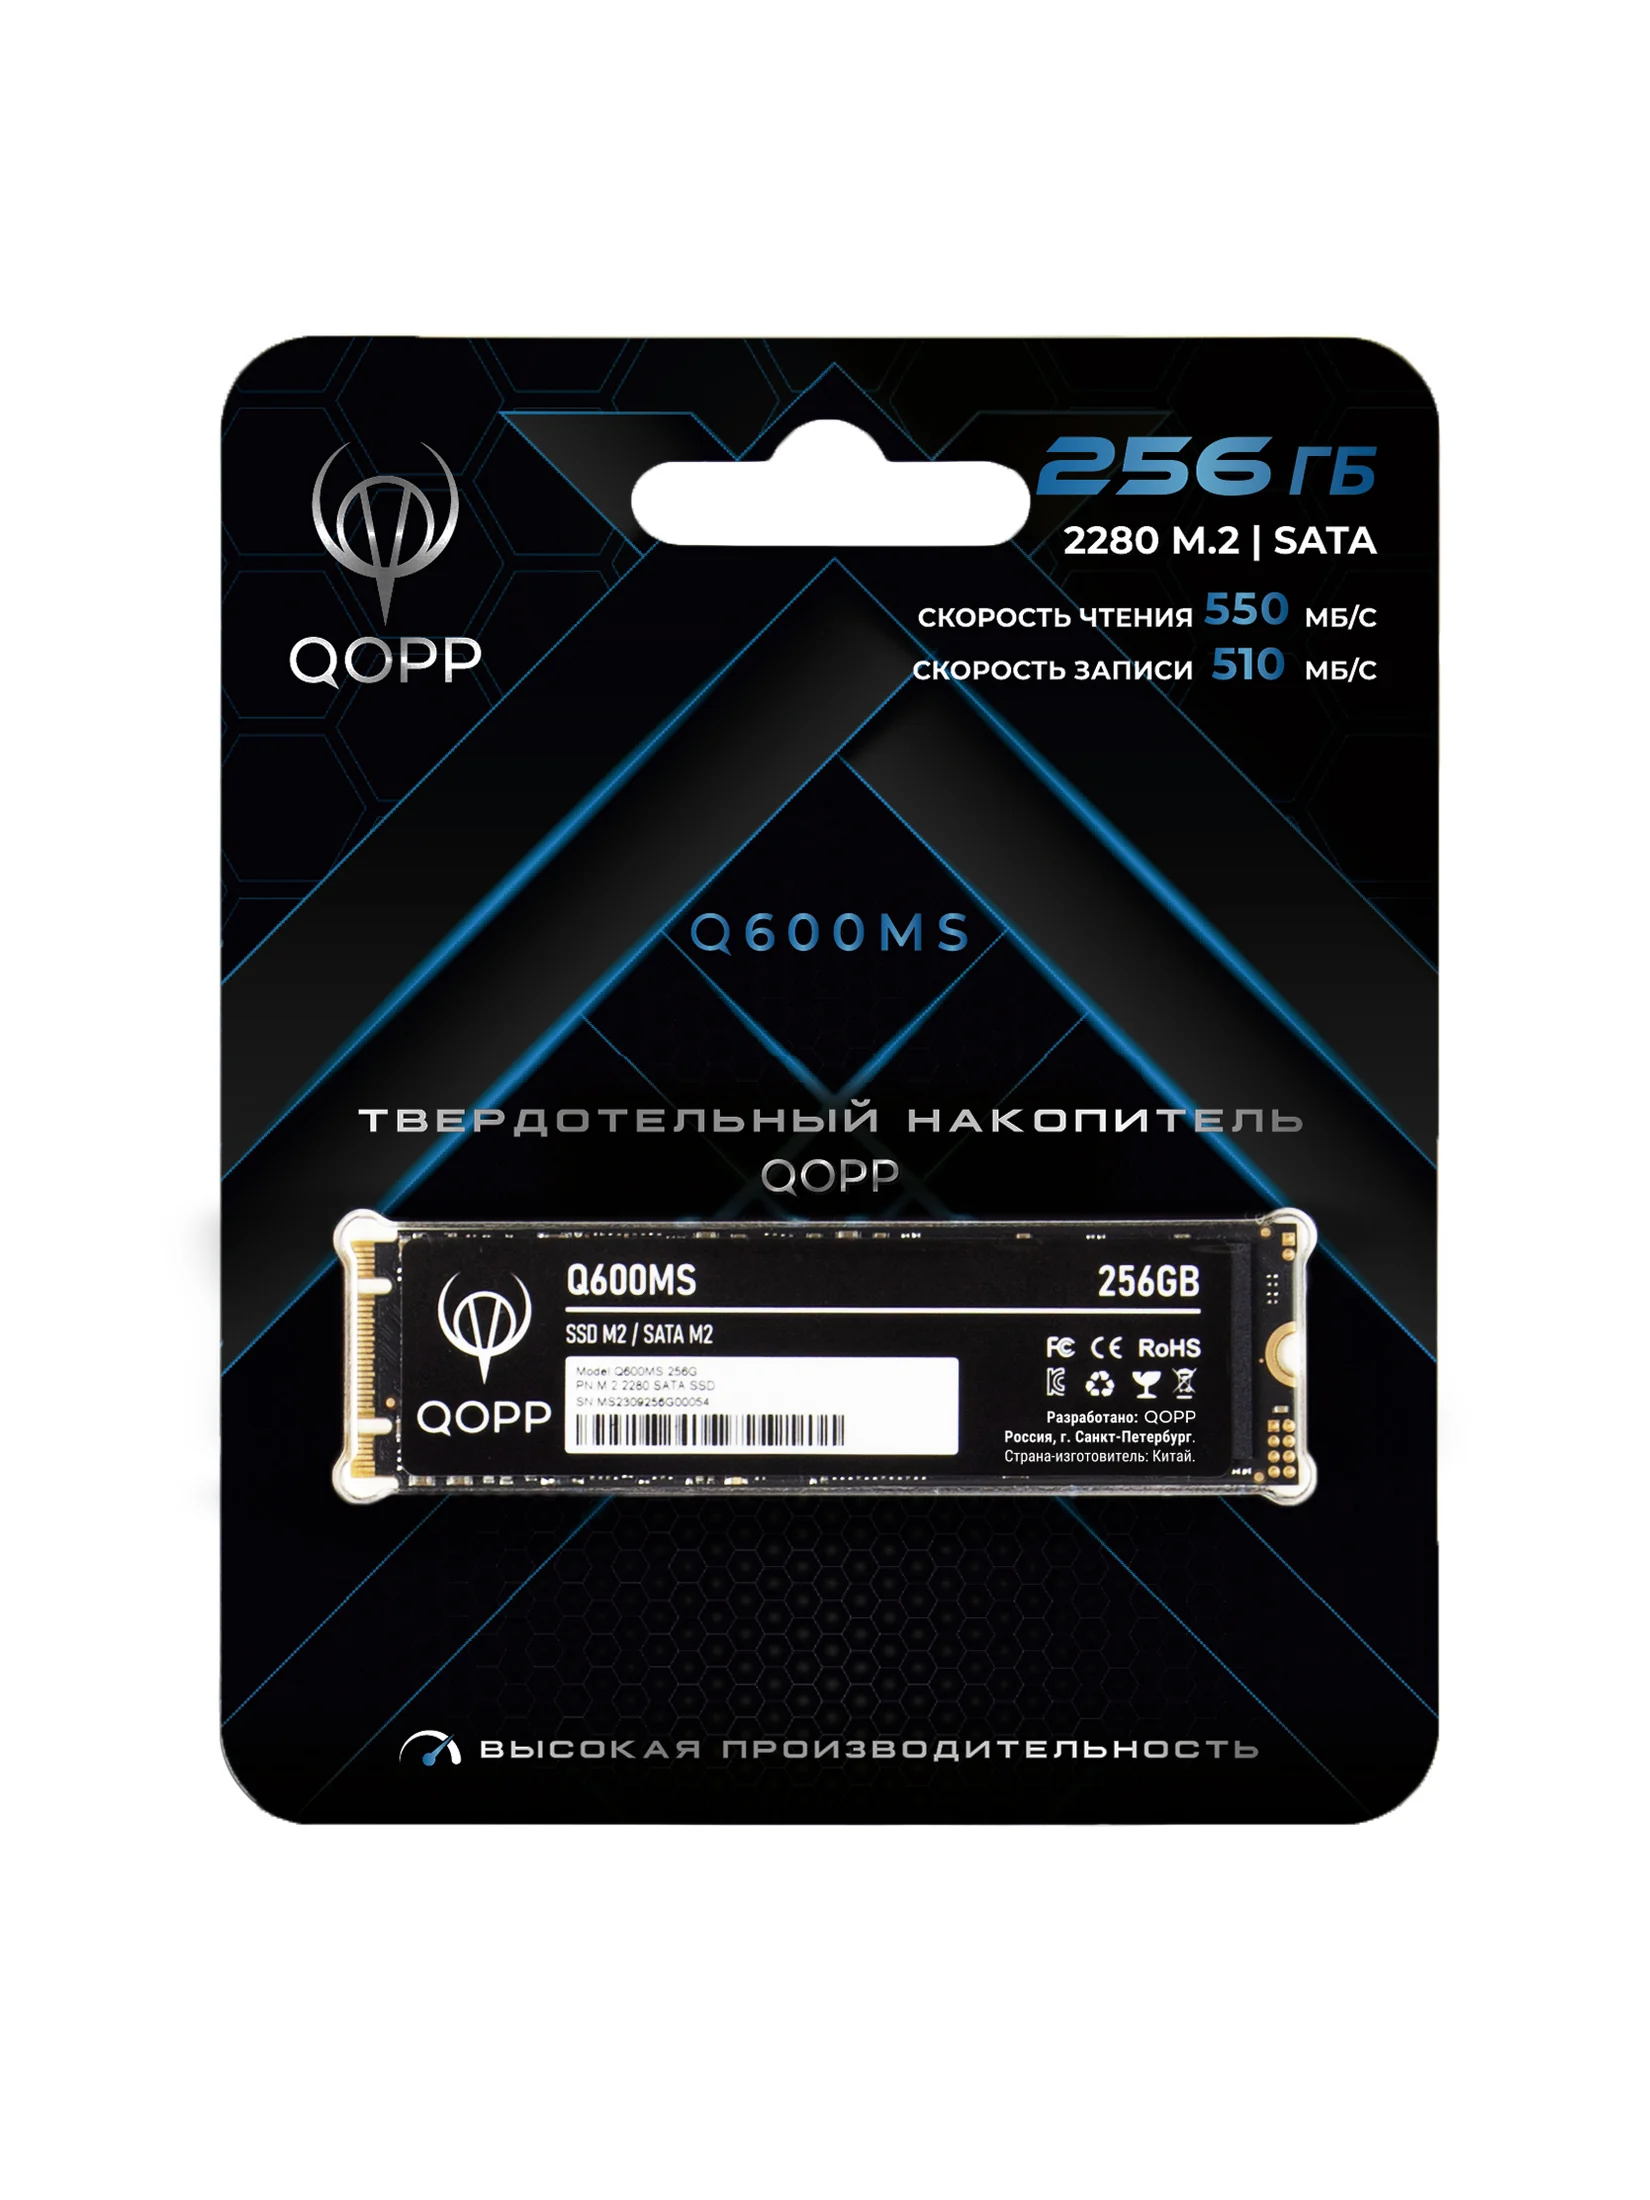 QOPP
256 ГБ
2280 M.2 | SATA
СКОРОСТЬ ЧТЕНИЯ 550 МБ/С
СКОРОСТЬ ЗАПИСИ 510 МБ/С
Q600MS
ТВЕРДОТЕЛЬНЫЙ НАКОПИТЕЛЬ
QOPP
Q600MS 256GB
SSD M2 / SATA M2
Model Q600MS 256G
PN M.2 2280 SATA SSD
SN MS2309256G00054
QOPP
FC CE RoHS
Разработано: QOPP
Россия, г. Санкт-Петербург.
Страна-изготовитель: Китай.
ВЫСОКАЯ ПРОИЗВОДИТЕЛЬНОСТЬ